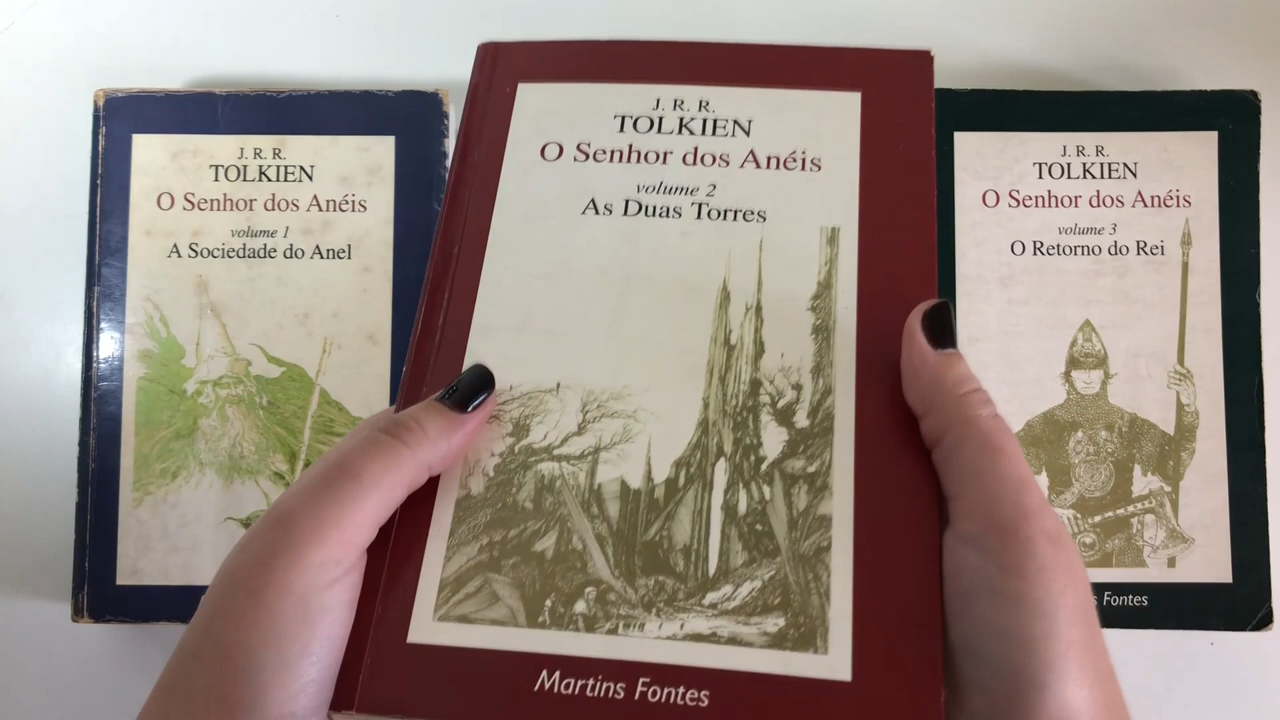 J. R. R.
TOLKIEN
O Senhor dos Anéis
volume 1
A Sociedade do Anel
J. R. R.
TOLKIEN
O Senhor dos Anéis
volume 2
As Duas Torres
Martins Fontes
J. R. R.
TOLKIEN
O Senhor dos Anéis
volume 3
O Retorno do Rei
Fontes